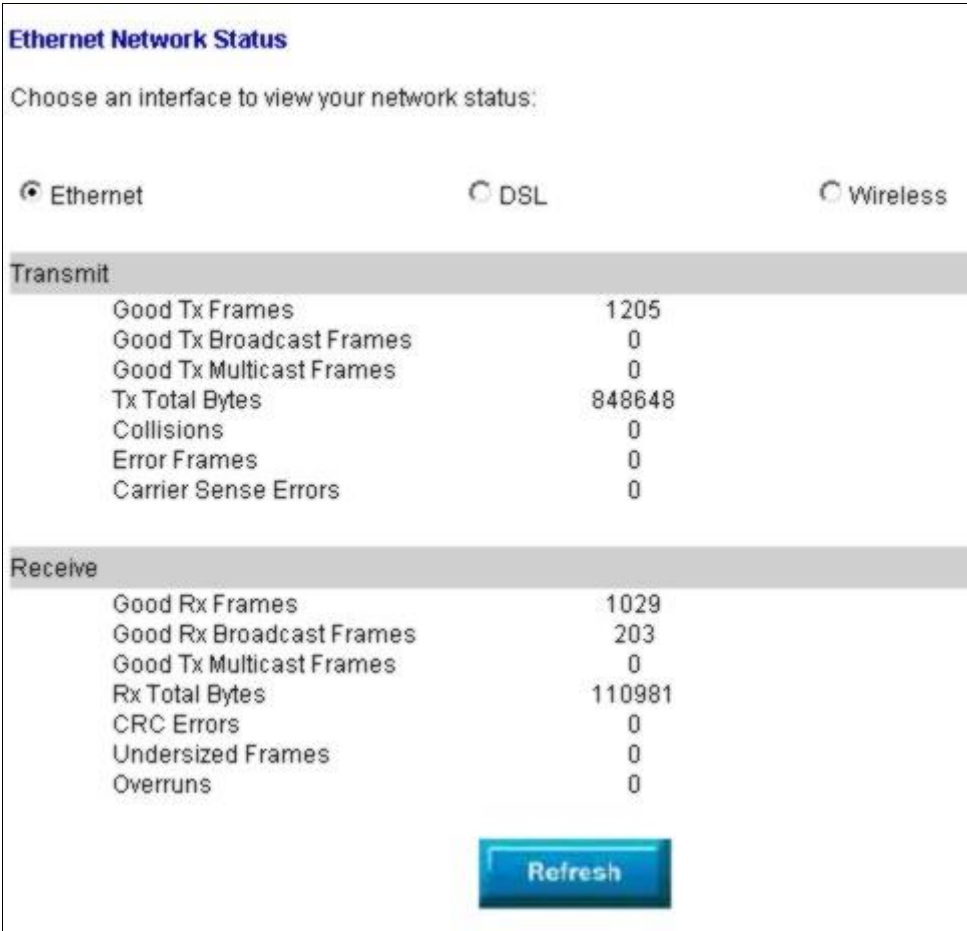 Ethernet Network Status
Choose an interface to view your network status:
Ethernet DSL Wireless
Transmit
Good Tx Frames 1205
Good Tx Broadcast Frames 0
Good Tx Multicast Frames 0
Tx Total Bytes 848648
Collisions 0
Error Frames 0
Carrier Sense Errors 0
Receive
Good Rx Frames 1029
Good Rx Broadcast Frames 203
Good Tx Multicast Frames 0
Rx Total Bytes 110981
CRC Errors 0
Undersized Frames 0
Overruns 0
Refresh